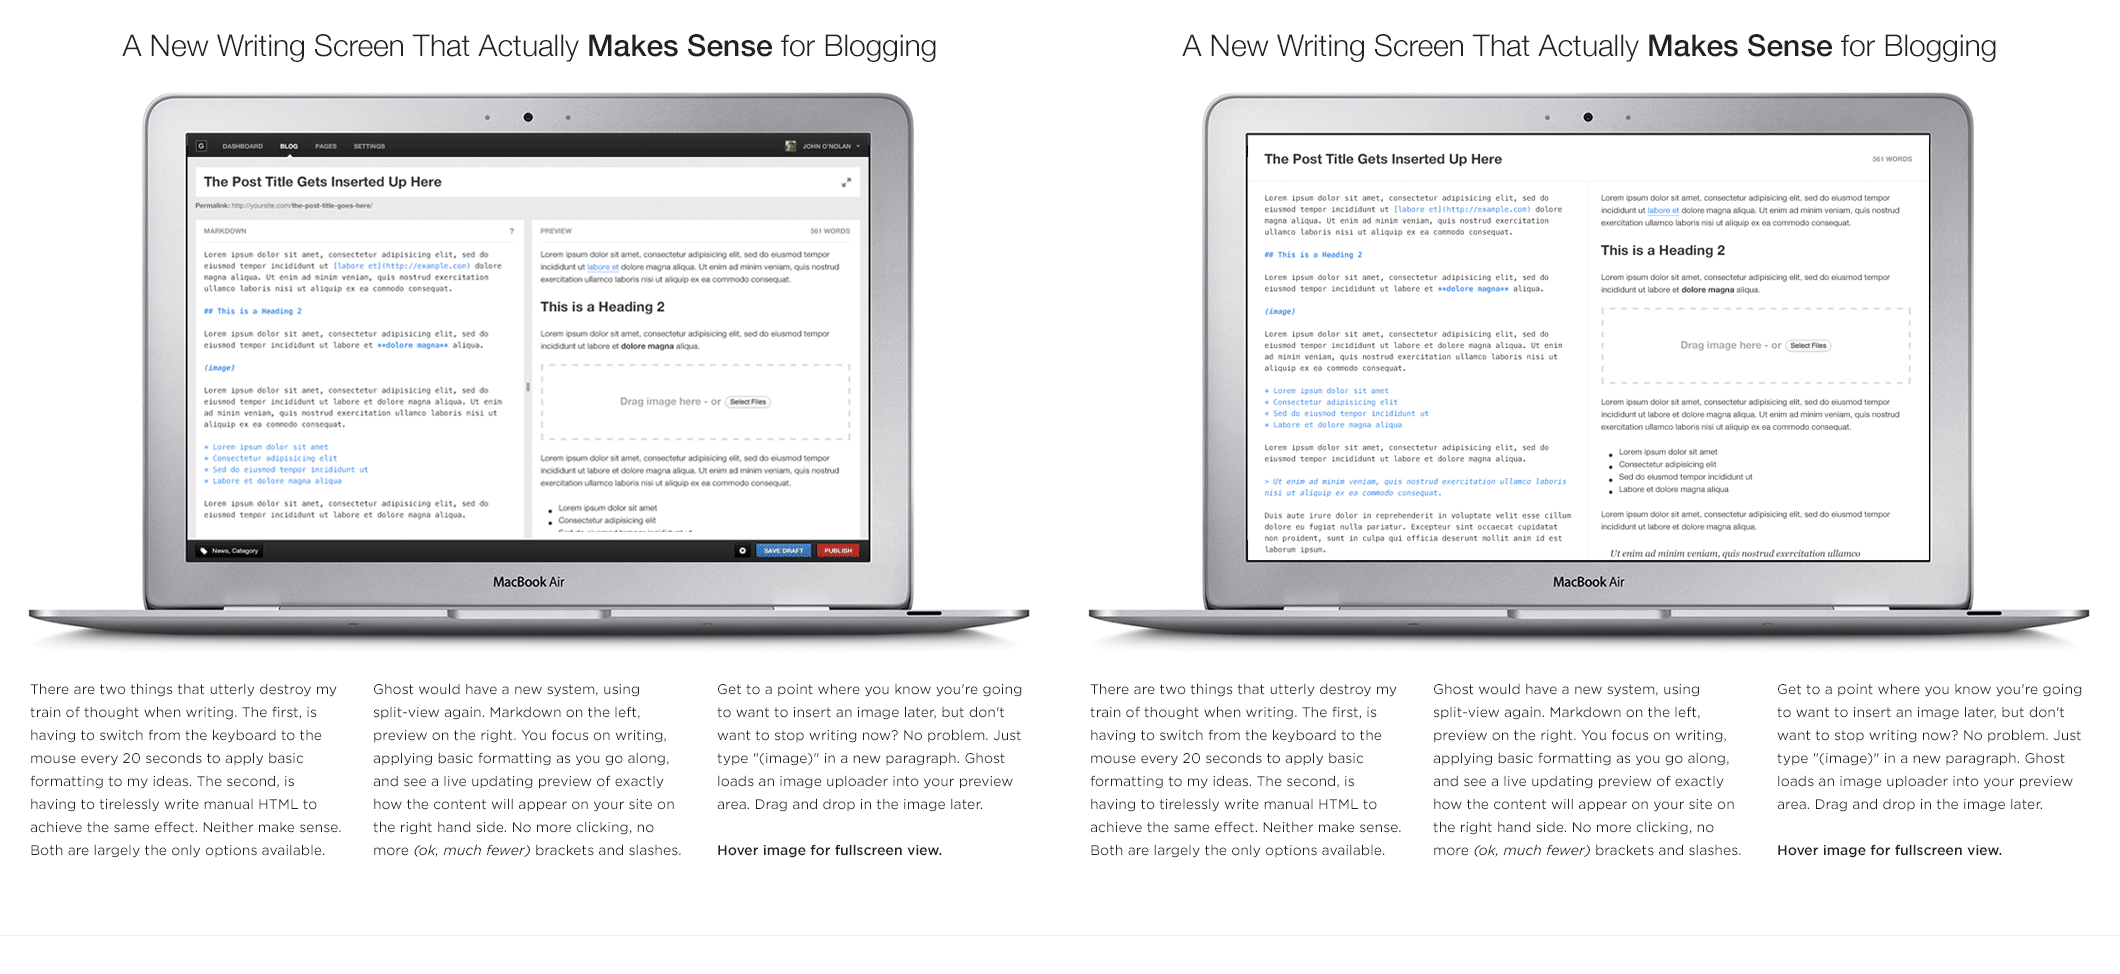 A New Writing Screen That Actually Makes Sense for Blogging
G DASHBOARD BLOG PAGES SETTINGS JOHN O'NOLAN
The Post Title Gets Inserted Up Here
Permalink: http://yoursite.com/the-post-title-goes-here/
MARKDOWN ?
Lorem ipsum dolor sit amet, consectetur adipisicing elit, sed do
eiusmod tempor incididunt ut [labore et](http://example.com) dolore
magna aliqua. Ut enim ad minim veniam, quis nostrud exercitation
ullamco laboris nisi ut aliquip ex ea commodo consequat.
## This is a Heading 2
Lorem ipsum dolor sit amet, consectetur adipisicing elit, sed do
eiusmod tempor incididunt ut labore et **dolore magna** aliqua.
(image)
Lorem ipsum dolor sit amet, consectetur adipisicing elit, sed do
eiusmod tempor incididunt ut labore et dolore magna aliqua. Ut enim
ad minim veniam, quis nostrud exercitation ullamco laboris nisi ut
aliquip ex ea commodo consequat.
* Lorem ipsum dolor sit amet
* Consectetur adipisicing elit
* Sed do eiusmod tempor incididunt ut
* Labore et dolore magna aliqua
Lorem ipsum dolor sit amet, consectetur adipisicing elit, sed do
eiusmod tempor incididunt ut labore et dolore magna aliqua.
PREVIEW 561 WORDS
Lorem ipsum dolor sit amet, consectetur adipisicing elit, sed do eiusmod tempor
incididunt ut labore et dolore magna aliqua. Ut enim ad minim veniam, quis nostrud
exercitation ullamco laboris nisi ut aliquip ex ea commodo consequat.
This is a Heading 2
Lorem ipsum dolor sit amet, consectetur adipisicing elit, sed do eiusmod tempor
incididunt ut labore et dolore magna aliqua.
Drag image here - or Select Files
Lorem ipsum dolor sit amet, consectetur adipisicing elit, sed do eiusmod tempor
incididunt ut labore et dolore magna aliqua. Ut enim ad minim veniam, quis nostrud
exercitation ullamco laboris nisi ut aliquip ex ea commodo consequat.
• Lorem ipsum dolor sit amet
• Consectetur adipisicing elit
News, Category SAVE DRAFT PUBLISH
MacBook Air
There are two things that utterly destroy my
train of thought when writing. The first, is
having to switch from the keyboard to the
mouse every 20 seconds to apply basic
formatting to my ideas. The second, is
having to tirelessly write manual HTML to
achieve the same effect. Neither make sense.
Both are largely the only options available.
Ghost would have a new system, using
split-view again. Markdown on the left,
preview on the right. You focus on writing,
applying basic formatting as you go along,
and see a live updating preview of exactly
how the content will appear on your site on
the right hand side. No more clicking, no
more (ok, much fewer) brackets and slashes.
Get to a point where you know you're going
to want to insert an image later, but don't
want to stop writing now? No problem. Just
type "(image)" in a new paragraph. Ghost
loads an image uploader into your preview
area. Drag and drop in the image later.
Hover image for fullscreen view.
A New Writing Screen That Actually Makes Sense for Blogging
The Post Title Gets Inserted Up Here
561 WORDS
Lorem ipsum dolor sit amet, consectetur adipisicing elit, sed do
eiusmod tempor incididunt ut [labore et](http://example.com) dolore
magna aliqua. Ut enim ad minim veniam, quis nostrud exercitation
ullamco laboris nisi ut aliquip ex ea commodo consequat.
## This is a Heading 2
Lorem ipsum dolor sit amet, consectetur adipisicing elit, sed do
eiusmod tempor incididunt ut labore et **dolore magna** aliqua.
(image)
Lorem ipsum dolor sit amet, consectetur adipisicing elit, sed do
eiusmod tempor incididunt ut labore et dolore magna aliqua. Ut enim
ad minim veniam, quis nostrud exercitation ullamco laboris nisi ut
aliquip ex ea commodo consequat.
* Lorem ipsum dolor sit amet
* Consectetur adipisicing elit
* Sed do eiusmod tempor incididunt ut
* Labore et dolore magna aliqua
Lorem ipsum dolor sit amet, consectetur adipisicing elit, sed do
eiusmod tempor incididunt ut labore et dolore magna aliqua.
> Ut enim ad minim veniam, quis nostrud exercitation ullamco laboris
nisi ut aliquip ex ea commodo consequat.
Duis aute irure dolor in reprehenderit in voluptate velit esse cillum
dolore eu fugiat nulla pariatur. Excepteur sint occaecat cupidatat
non proident, sunt in culpa qui officia deserunt mollit anim id est
laborum ipsum.
Lorem ipsum dolor sit amet, consectetur adipisicing elit, sed do eiusmod tempor
incididunt ut labore et dolore magna aliqua. Ut enim ad minim veniam, quis nostrud
exercitation ullamco laboris nisi ut aliquip ex ea commodo consequat.
This is a Heading 2
Lorem ipsum dolor sit amet, consectetur adipisicing elit, sed do eiusmod tempor
incididunt ut labore et dolore magna aliqua.
Drag image here - or Select Files
Lorem ipsum dolor sit amet, consectetur adipisicing elit, sed do eiusmod tempor
incididunt ut labore et dolore magna aliqua. Ut enim ad minim veniam, quis nostrud
exercitation ullamco laboris nisi ut aliquip ex ea commodo consequat.
• Lorem ipsum dolor sit amet
• Consectetur adipisicing elit
• Sed do eiusmod tempor incididunt ut
• Labore et dolore magna aliqua
Lorem ipsum dolor sit amet, consectetur adipisicing elit, sed do eiusmod tempor
incididunt ut labore et dolore magna aliqua.
Ut enim ad minim veniam, quis nostrud exercitation ullamco
MacBook Air
There are two things that utterly destroy my
train of thought when writing. The first, is
having to switch from the keyboard to the
mouse every 20 seconds to apply basic
formatting to my ideas. The second, is
having to tirelessly write manual HTML to
achieve the same effect. Neither make sense.
Both are largely the only options available.
Ghost would have a new system, using
split-view again. Markdown on the left,
preview on the right. You focus on writing,
applying basic formatting as you go along,
and see a live updating preview of exactly
how the content will appear on your site on
the right hand side. No more clicking, no
more (ok, much fewer) brackets and slashes.
Get to a point where you know you're going
to want to insert an image later, but don't
want to stop writing now? No problem. Just
type "(image)" in a new paragraph. Ghost
loads an image uploader into your preview
area. Drag and drop in the image later.
Hover image for fullscreen view.